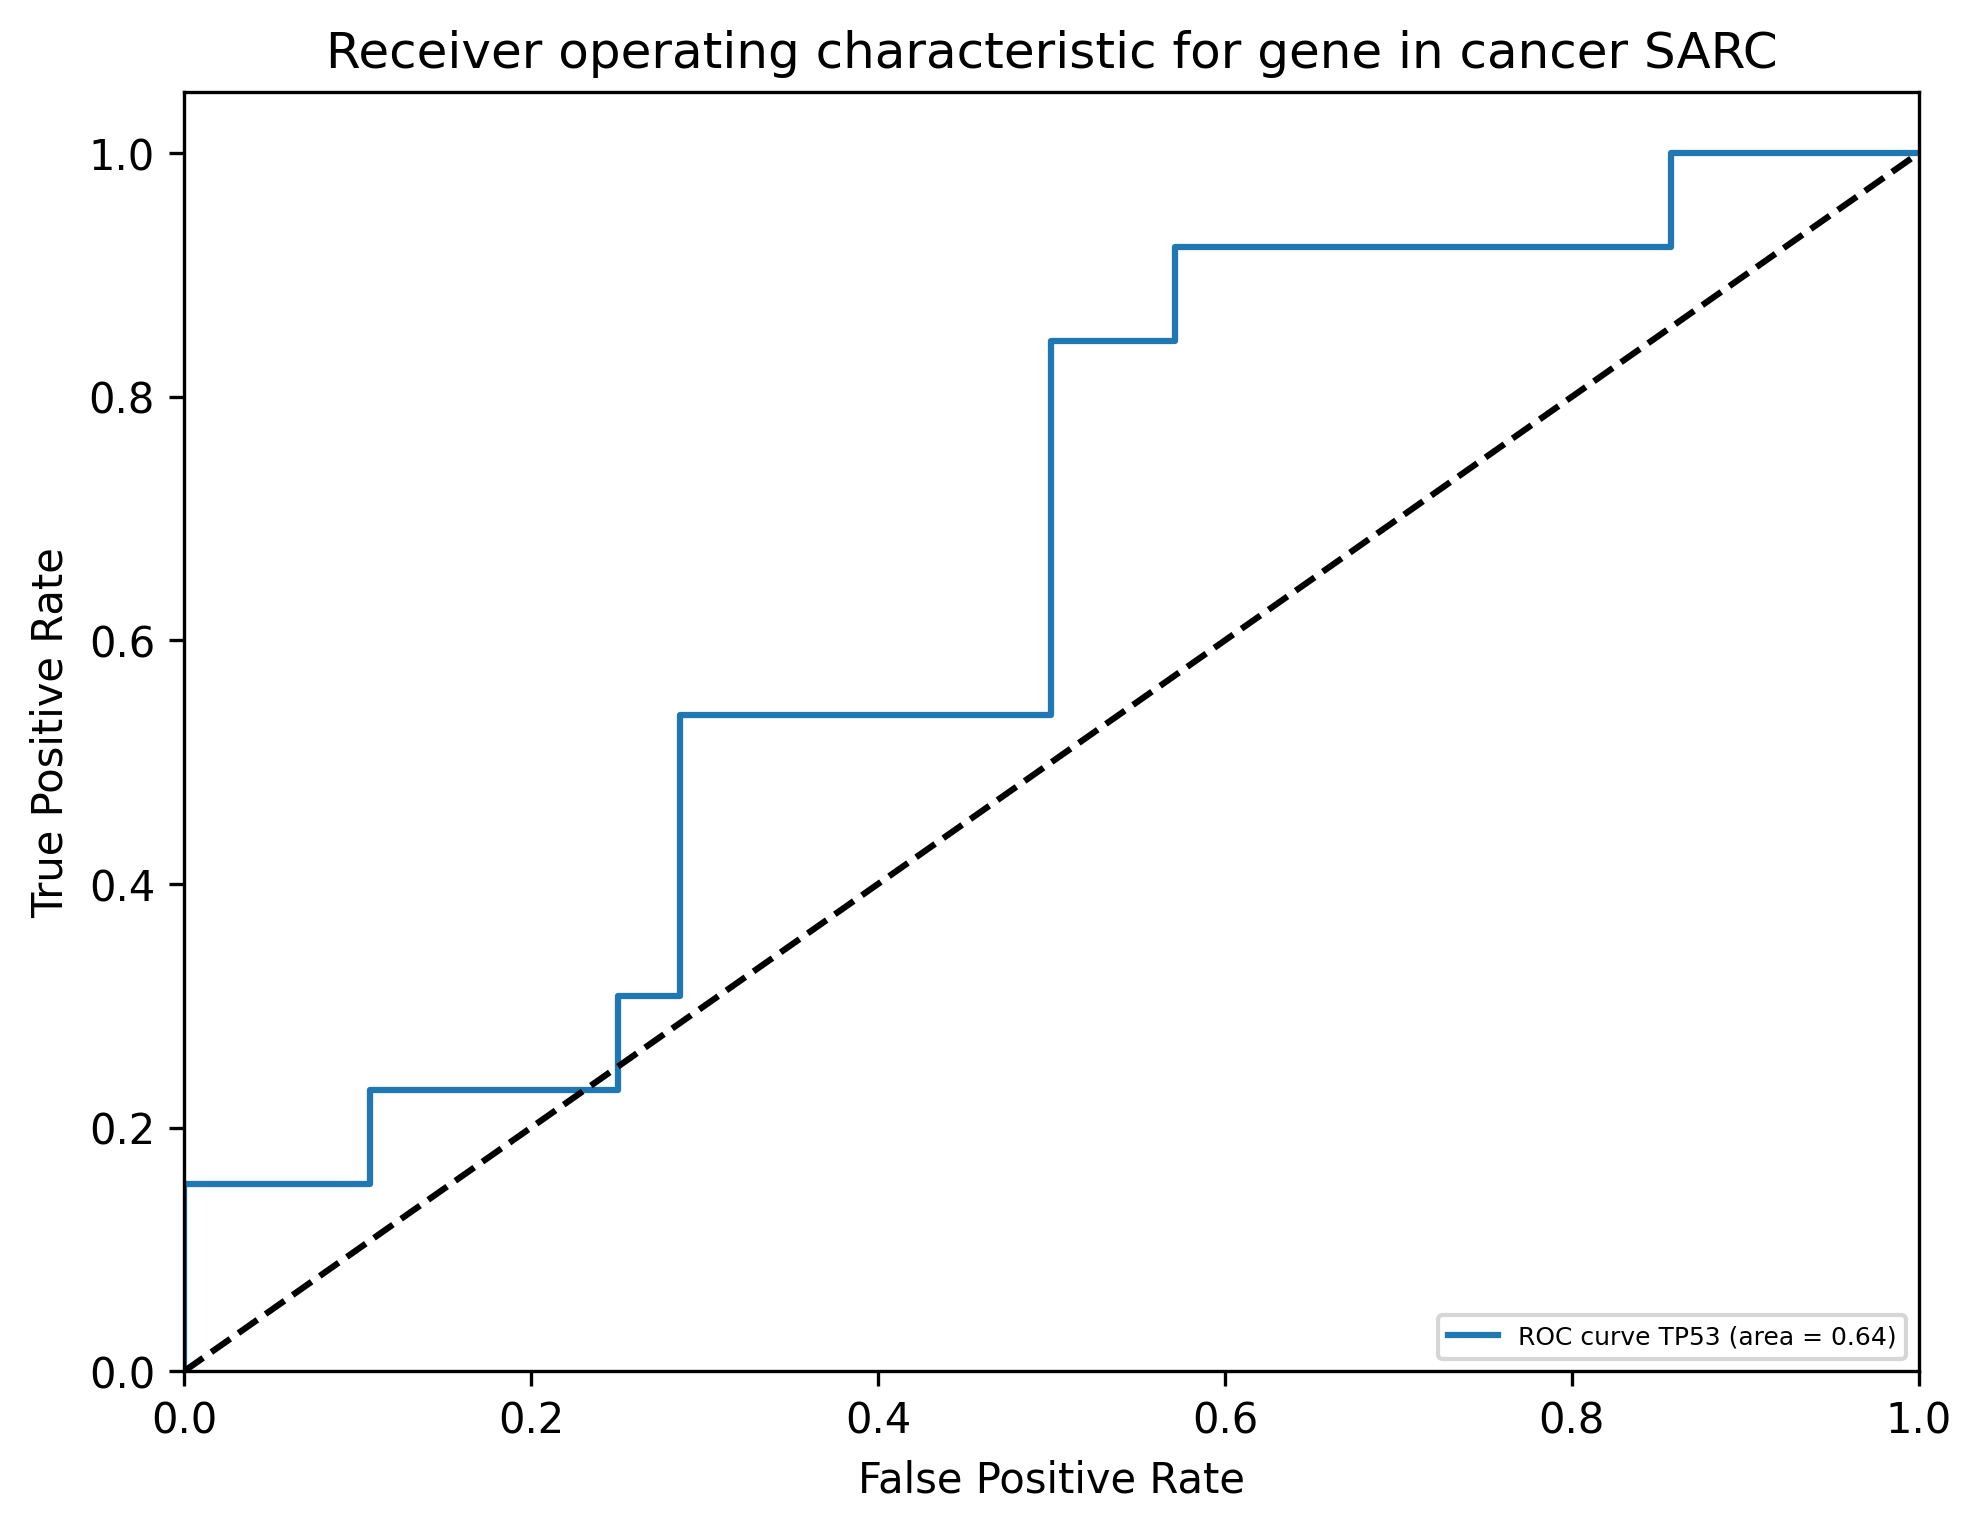 Receiver operating characteristic for gene in cancer SARC
True Positive Rate
1.0
0.8
0.6
0.4
0.2
0.0
ROC curve TP53 (area = 0.64)
0.0 0.2 0.4 0.6 0.8 1.0
False Positive Rate